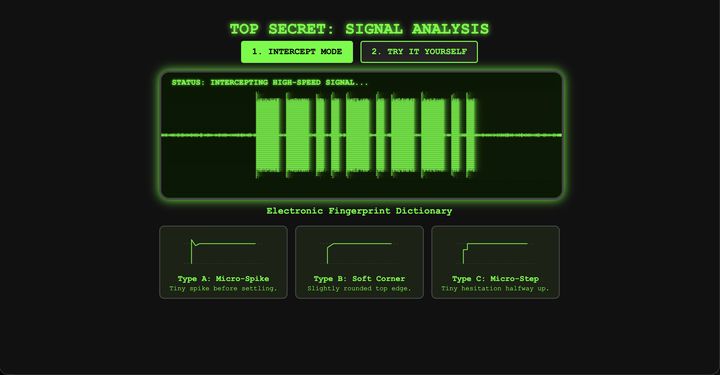 TOP SECRET: SIGNAL ANALYSIS
1. INTERCEPT MODE
2. TRY IT YOURSELF
STATUS: INTERCEPTING HIGH-SPEED SIGNAL...
Electronic Fingerprint Dictionary
Type A: Micro-Spike
Tiny spike before settling.
Type B: Soft Corner
Slightly rounded top edge.
Type C: Micro-Step
Tiny hesitation halfway up.